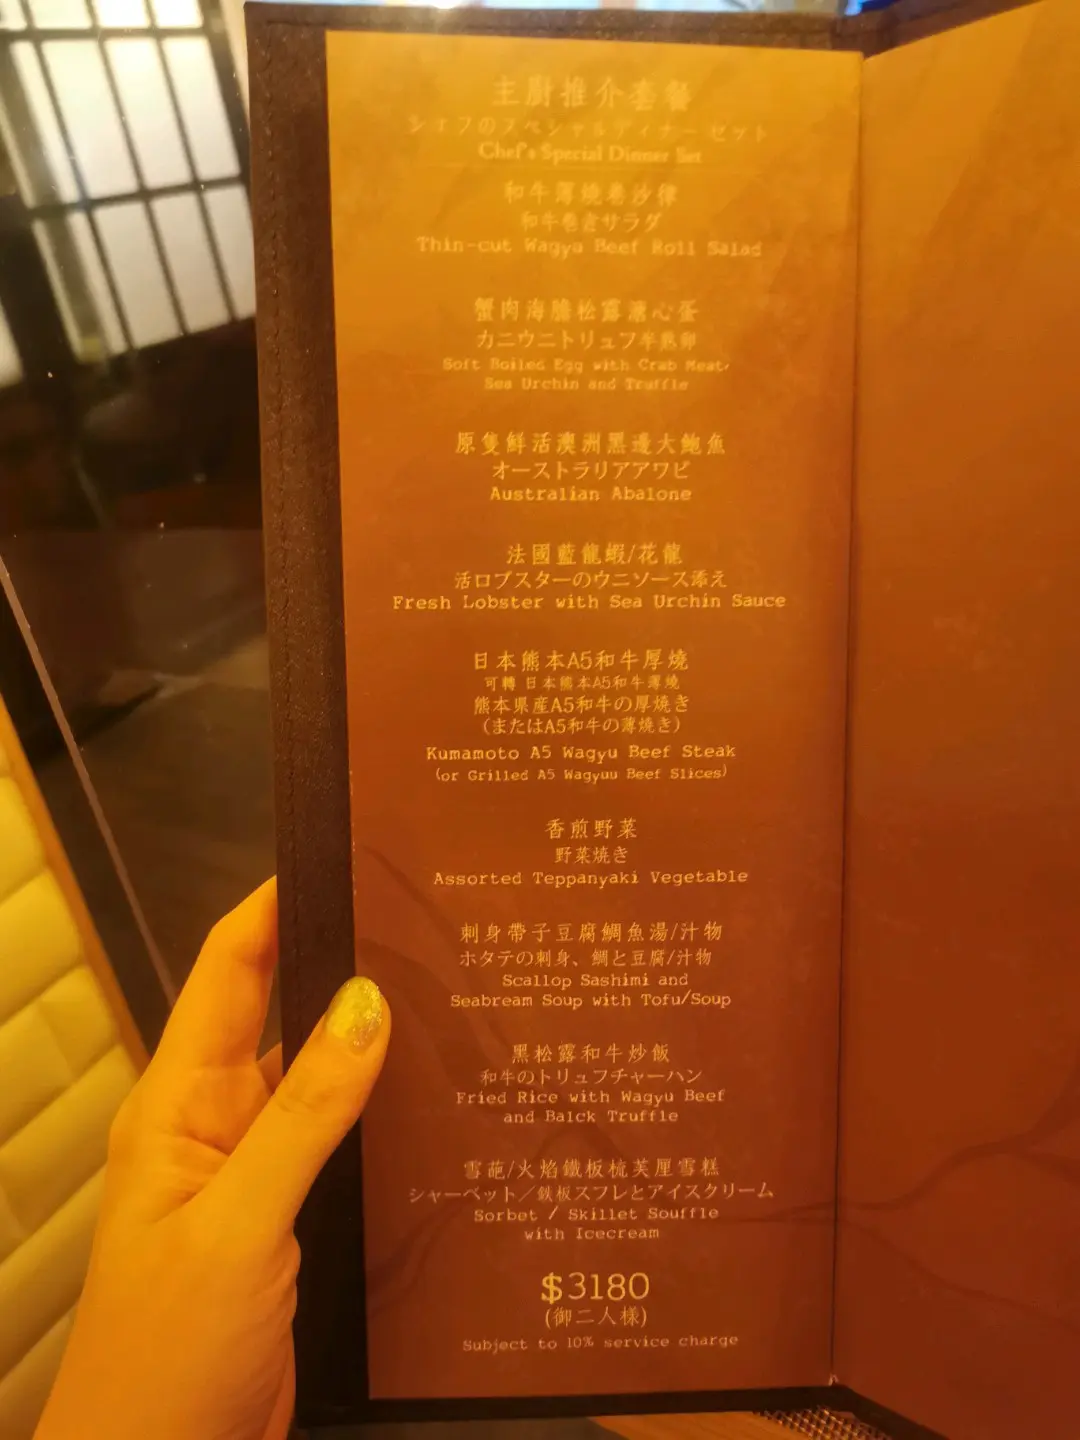 主廚推介套餐
シェフのスペシャルディナーセット
Chef's Special Dinner Set
和牛薄燒卷沙律
和牛巻きサラダ
Thin-cut Wagyu Beef Roll Salad
蟹肉海膽松露溏心蛋
カニウニトリュフ半熟卵
Soft Boiled Egg with Crab Meat,
Sea Urchin and Truffle
原隻鮮活澳洲黑邊大鮑魚
オーストラリアアワビ
Australian Abalone
法國藍龍蝦/花龍
活ロブスターのウニソース添え
Fresh Lobster with Sea Urchin Sauce
日本熊本A5和牛厚燒
可轉 日本熊本A5和牛薄燒
熊本県産A5和牛の厚焼き
(またはA5和牛の薄焼き)
Kumamoto A5 Wagyu Beef Steak
(or Grilled A5 Wagyuu Beef Slices)
香煎野菜
野菜焼き
Assorted Teppanyaki Vegetable
刺身帶子豆腐鯛魚湯/汁物
ホタテの刺身、鯛と豆腐/汁物
Scallop Sashimi and
Seabream Soup with Tofu/Soup
黑松露和牛炒飯
和牛のトリュフチャーハン
Fried Rice with Wagyu Beef
and Balck Truffle
雪葩/火焰鐵板梳芙厘雪糕
シャーベット/鉄板スフレとアイスクリーム
Sorbet / Skillet Souffle
with Icecream
$3180
(御二人樣)
Subject to 10% service charge